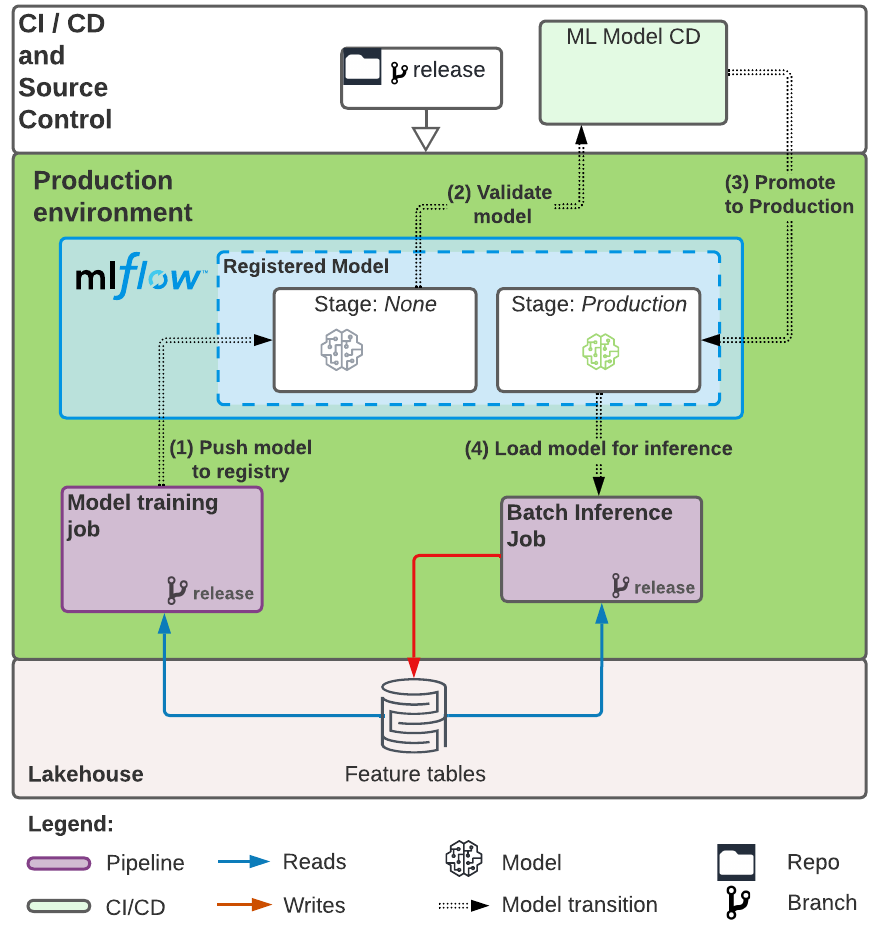 CI / CD
and
Source
Control
release
ML Model CD
Production
environment
(2) Validate
model
(3) Promote
to Production
mlflow™
Registered Model
Stage: None
Stage: Production
(1) Push model
to registry
(4) Load model for inference
Model training
job
release
Batch Inference
Job
release
Lakehouse
Feature tables
Legend:
Pipeline
Reads
Model
Repo
CI/CD
Writes
Model transition
Branch